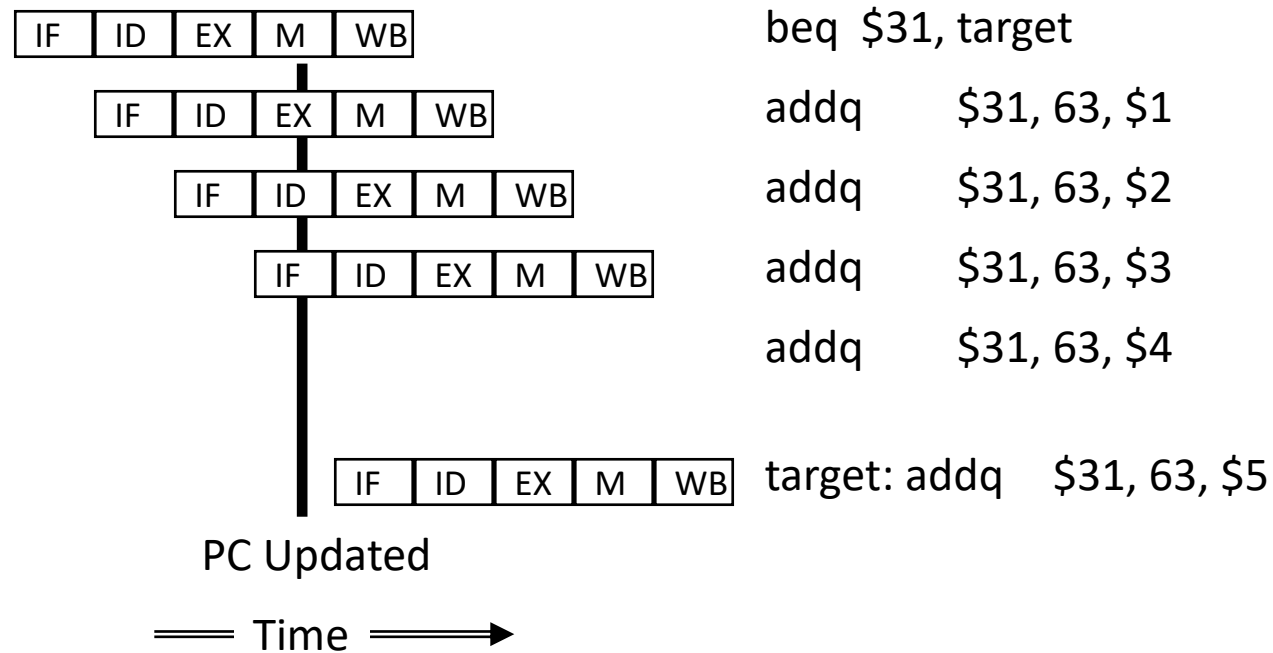 IF ID EX M WB beq $31, target
IF ID EX M WB addq $31, 63, $1
IF ID EX M WB addq $31, 63, $2
IF ID EX M WB addq $31, 63, $3
addq $31, 63, $4
IF ID EX M WB target: addq $31, 63, $5
PC Updated
Time